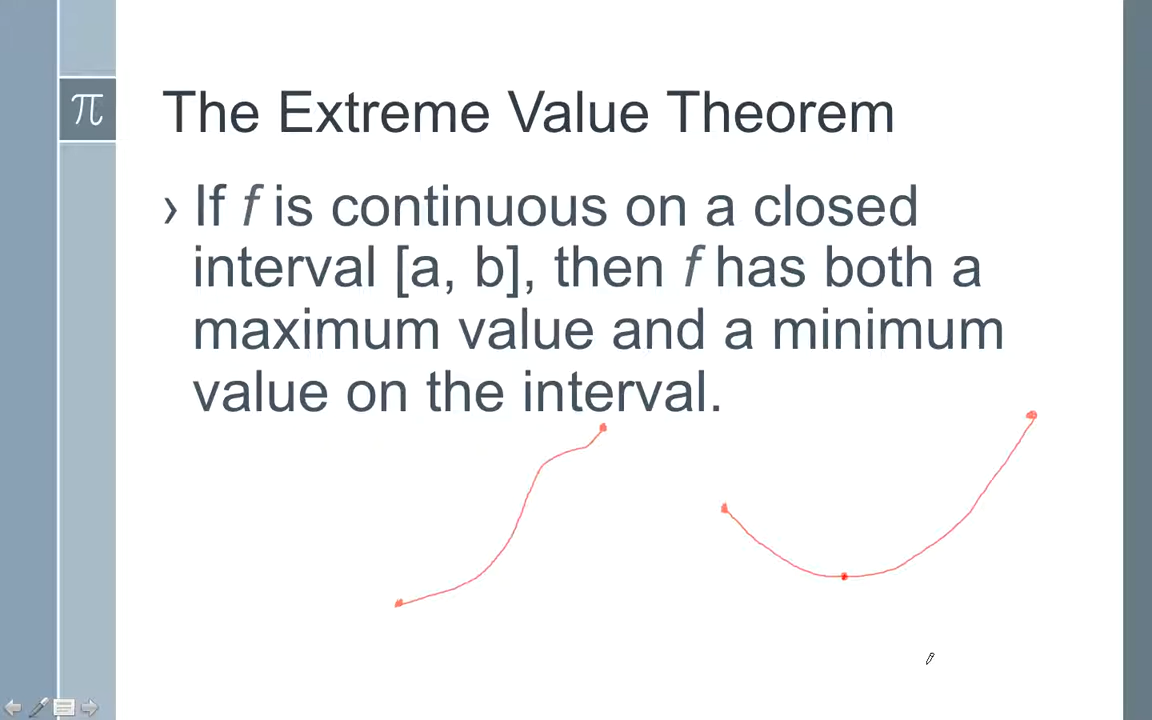 π
The Extreme Value Theorem
› If f is continuous on a closed
interval [a, b], then f has both a
maximum value and a minimum
value on the interval.